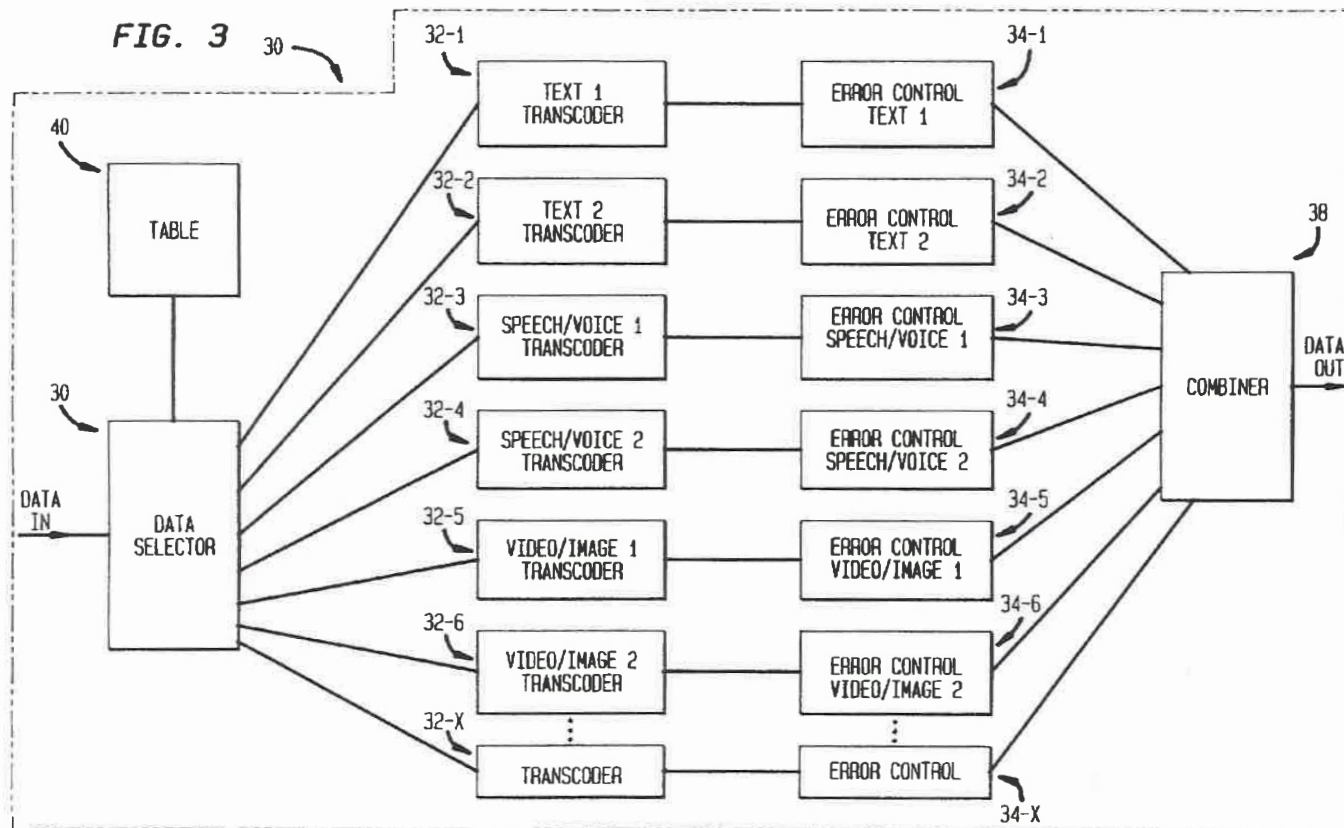 FIG. 3
30
32-1
34-1
TEXT 1
TRANSCODER
ERROR CONTROL
TEXT 1
40
TABLE
32-2
34-2
TEXT 2
TRANSCODER
ERROR CONTROL
TEXT 2
38
32-3
34-3
SPEECH/VOICE 1
TRANSCODER
ERROR CONTROL
SPEECH/VOICE 1
COMBINER
DATA
OUT
30
32-4
34-4
SPEECH/VOICE 2
TRANSCODER
ERROR CONTROL
SPEECH/VOICE 2
DATA
IN
DATA
SELECTOR
32-5
34-5
VIDEO/IMAGE 1
TRANSCODER
ERROR CONTROL
VIDEO/IMAGE 1
32-6
34-6
VIDEO/IMAGE 2
TRANSCODER
ERROR CONTROL
VIDEO/IMAGE 2
32-X
TRANSCODER
ERROR CONTROL
34-X